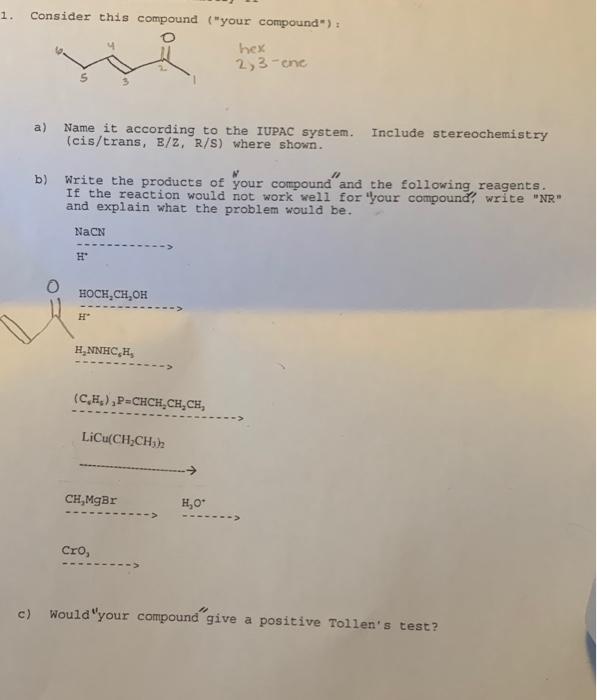 1. Consider this compound ("your compound"):
O
6 4 2 hex
5 3 1 2,3-ene
a) Name it according to the IUPAC system. Include stereochemistry
(cis/trans, E/Z, R/S) where shown.
b) Write the products of "your compound" and the following reagents.
If the reaction would not work well for "your compound", write "NR"
and explain what the problem would be.
NaCN
------------>
H⁺
O
HOCH₂CH₂OH
------------>
H⁺
H₂NNHC₆H₅
------------>
(C₆H₅)₃P=CHCH₂CH₂CH₃
-------------------->
LiCu(CH₂CH₃)₂
CH₃MgBr H₃O⁺
-----------> ------->
CrO₃
--------->
c) Would "your compound" give a positive Tollen's test?